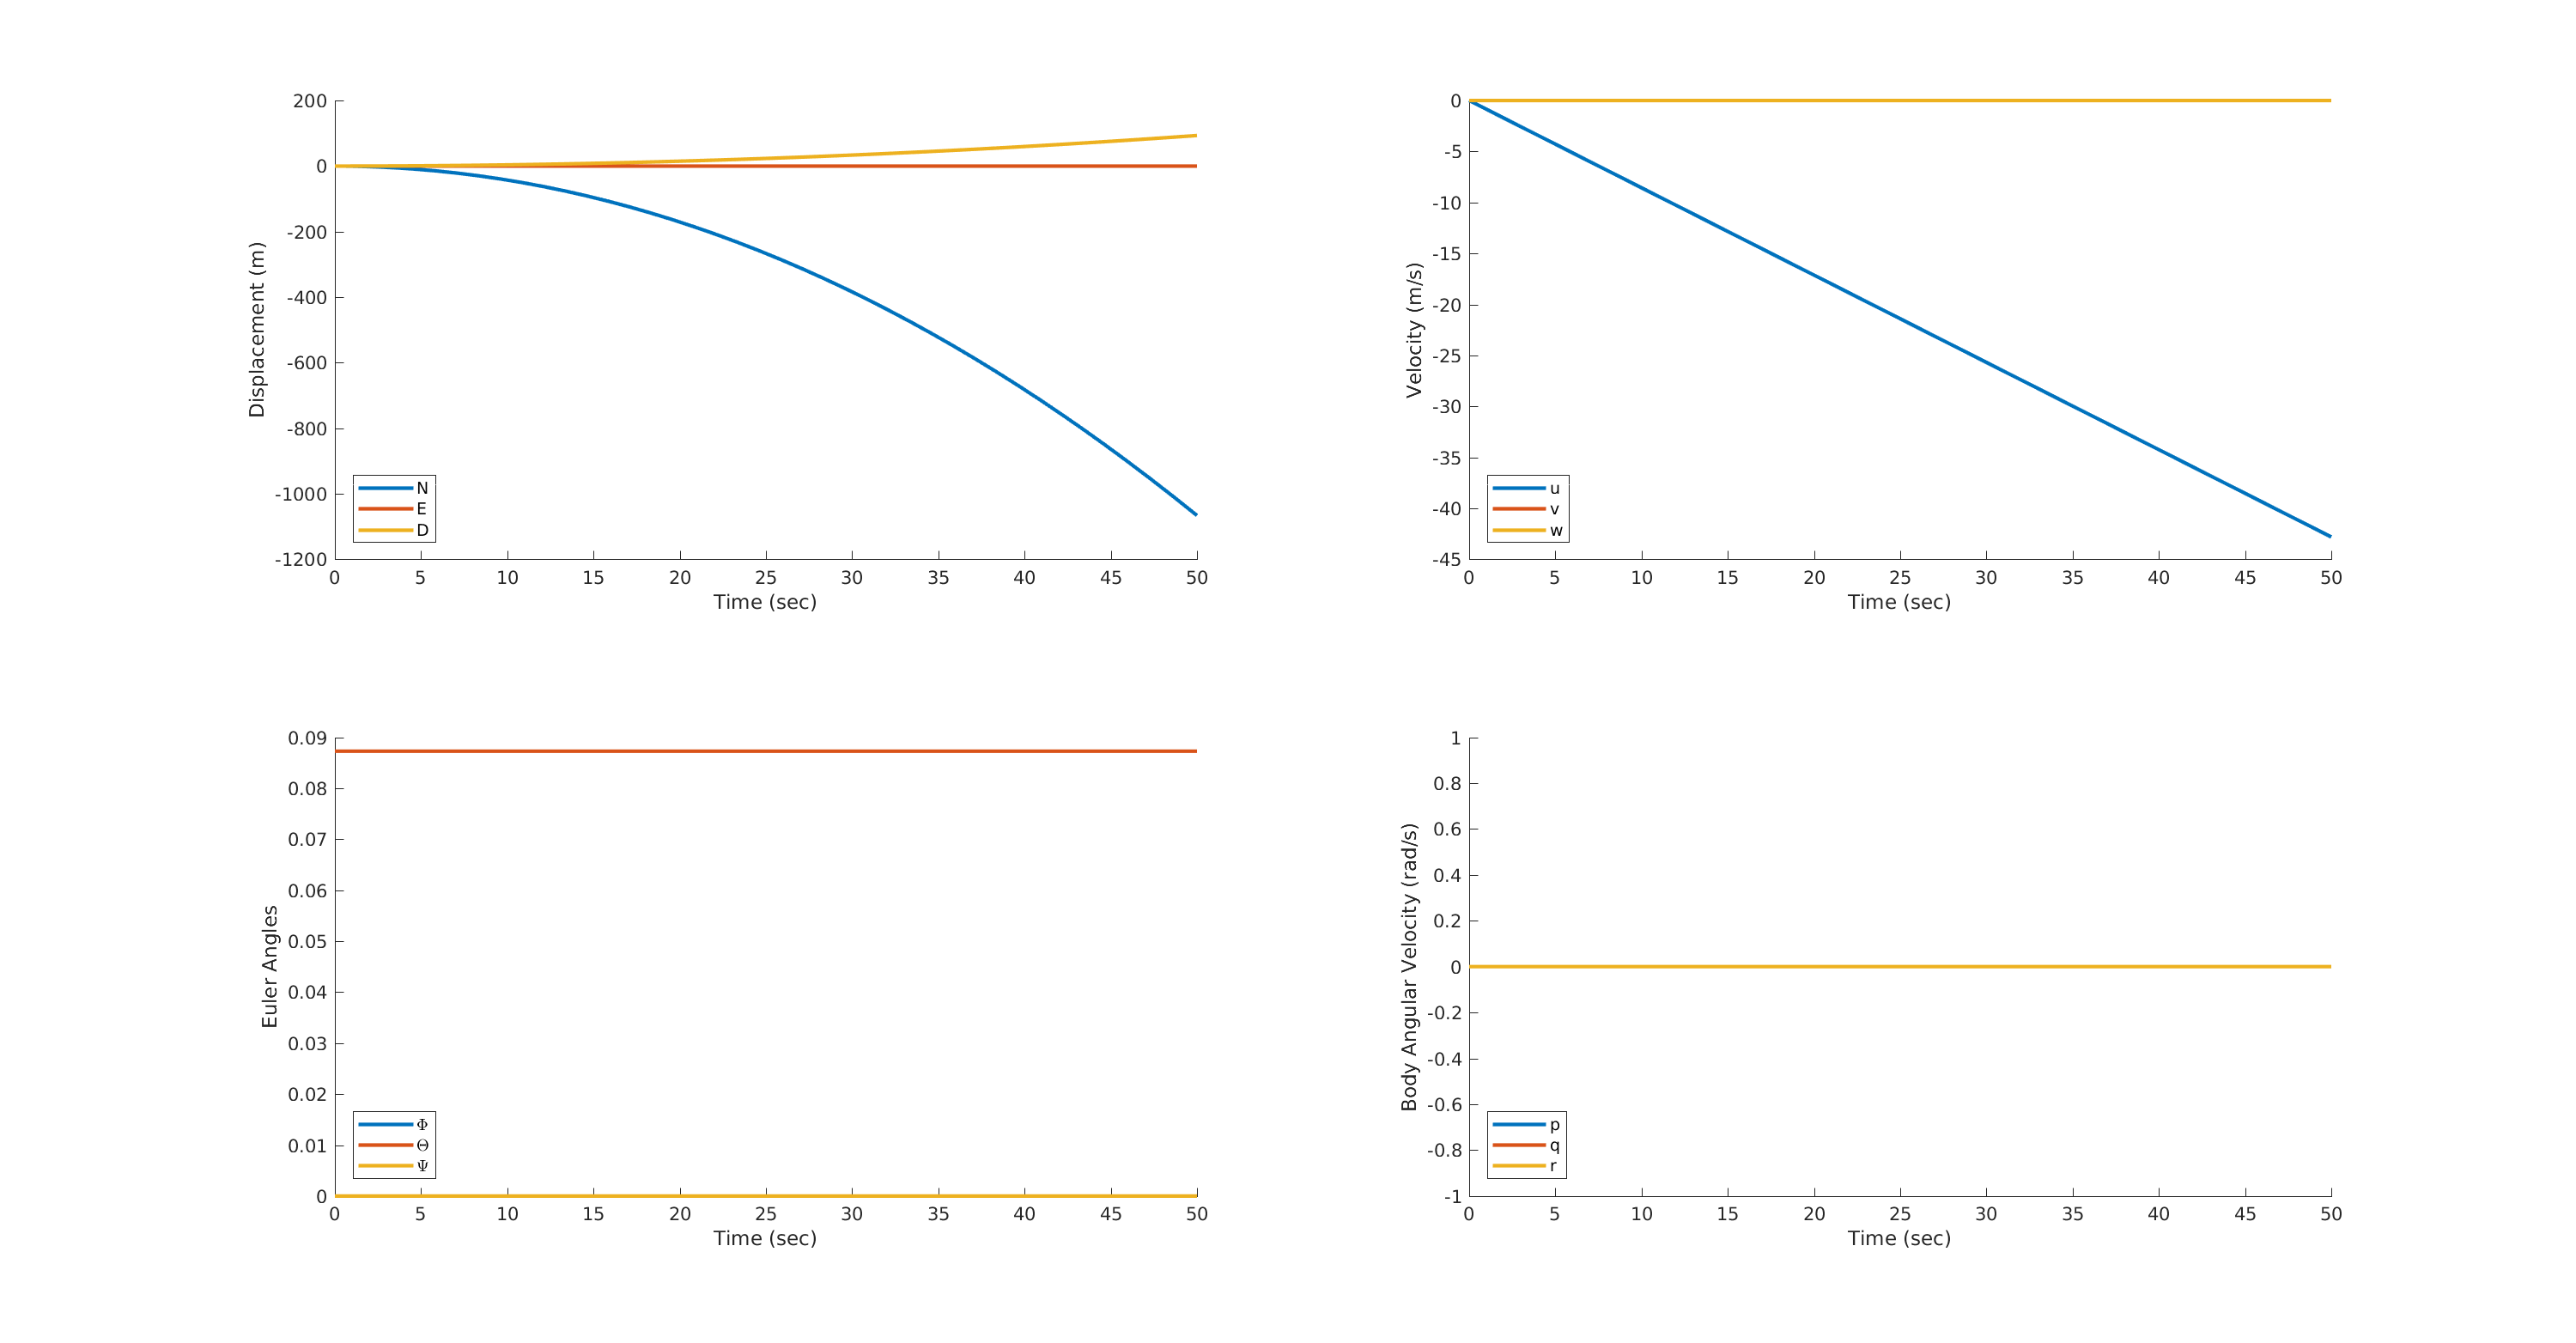 200
0
-200
-400
-600
-800
-1000
-1200
Displacement (m)
N
E
D
0 5 10 15 20 25 30 35 40 45 50
Time (sec)
0
-5
-10
-15
-20
-25
-30
-35
-40
-45
Velocity (m/s)
u
v
w
0 5 10 15 20 25 30 35 40 45 50
Time (sec)
0.09
0.08
0.07
0.06
0.05
0.04
0.03
0.02
0.01
0
Euler Angles
Φ
Θ
Ψ
0 5 10 15 20 25 30 35 40 45 50
Time (sec)
1
0.8
0.6
0.4
0.2
0
-0.2
-0.4
-0.6
-0.8
-1
Body Angular Velocity (rad/s)
p
q
r
0 5 10 15 20 25 30 35 40 45 50
Time (sec)